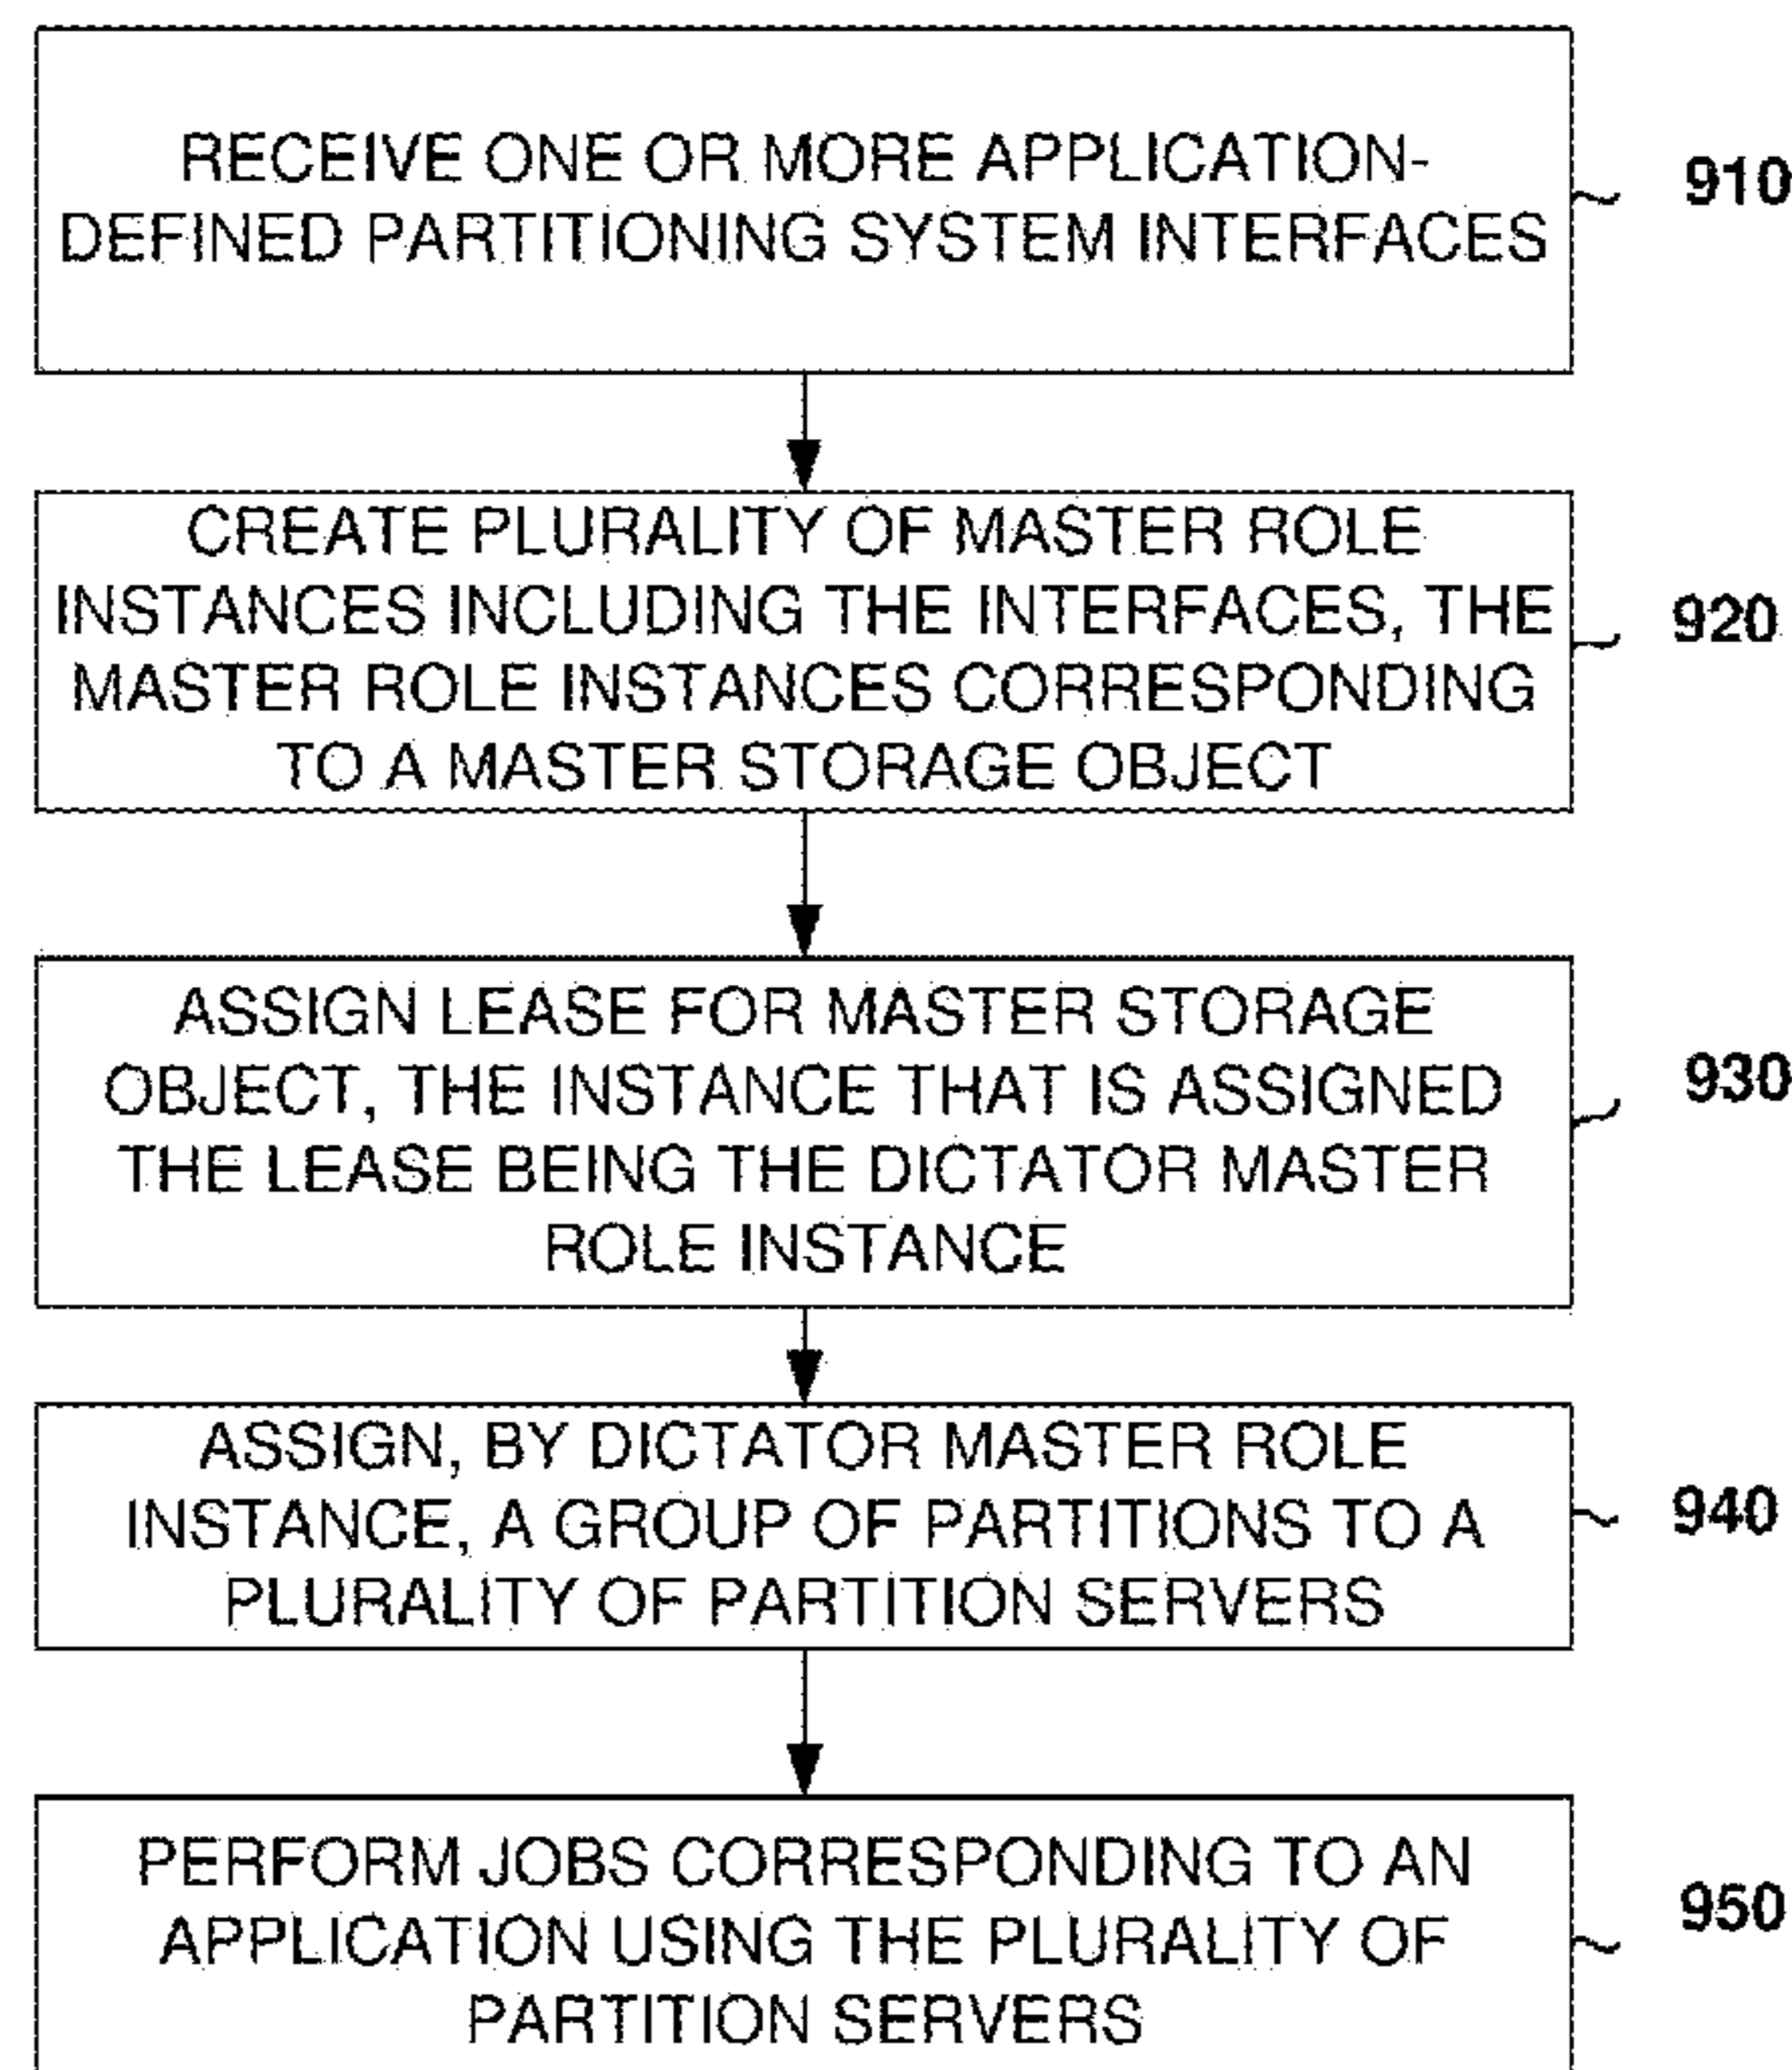 RECEIVE ONE OR MORE APPLICATION-
DEFINED PARTITIONING SYSTEM INTERFACES
910
CREATE PLURALITY OF MASTER ROLE
INSTANCES INCLUDING THE INTERFACES, THE
MASTER ROLE INSTANCES CORRESPONDING
TO A MASTER STORAGE OBJECT
920
ASSIGN LEASE FOR MASTER STORAGE
OBJECT, THE INSTANCE THAT IS ASSIGNED
THE LEASE BEING THE DICTATOR MASTER
ROLE INSTANCE
930
ASSIGN, BY DICTATOR MASTER ROLE
INSTANCE, A GROUP OF PARTITIONS TO A
PLURALITY OF PARTITION SERVERS
940
PERFORM JOBS CORRESPONDING TO AN
APPLICATION USING THE PLURALITY OF
PARTITION SERVERS
950